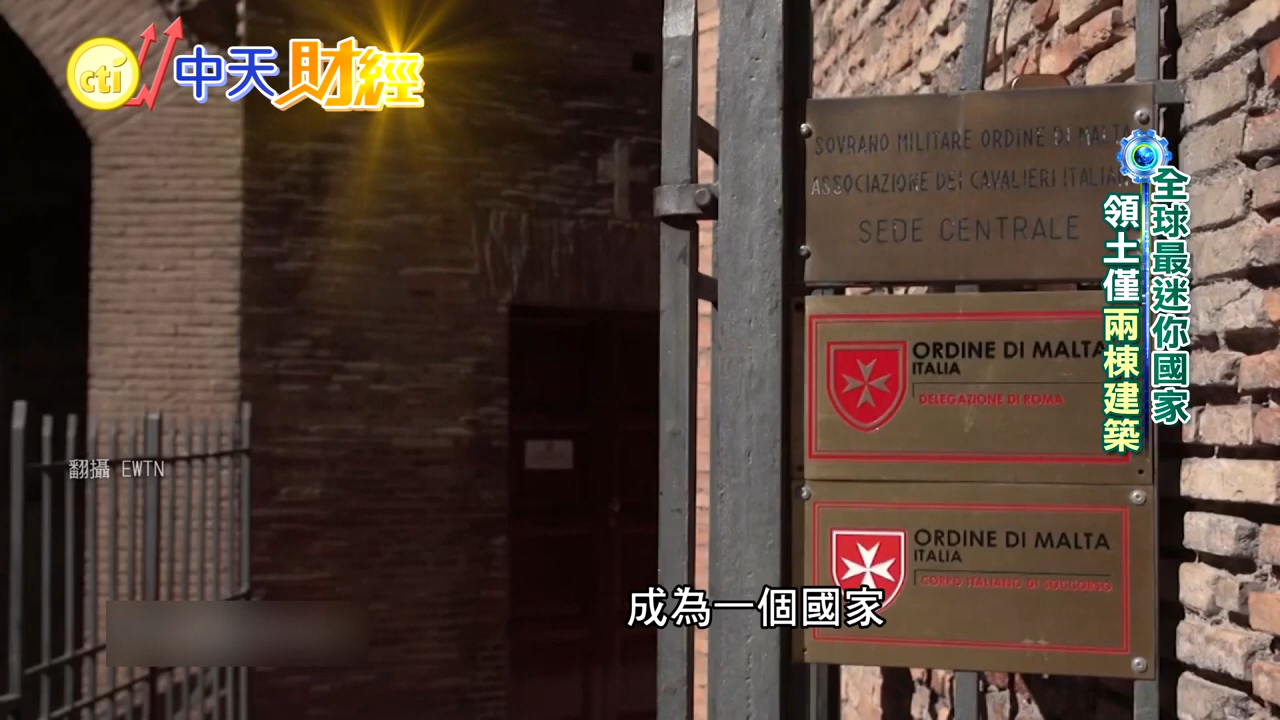 cti
中天財經
全球最迷你國家
領土僅兩棟建築
SOVRANO MILITARE ORDINE DI MALTA
ASSOCIAZIONE DEI CAVALIERI ITALIANI
SEDE CENTRALE
ORDINE DI MALTA
ITALIA
DELEGAZIONE DI ROMA
ORDINE DI MALTA
ITALIA
CORPO ITALIANO DI SOCCORSO
翻攝 EWTN
成為一個國家